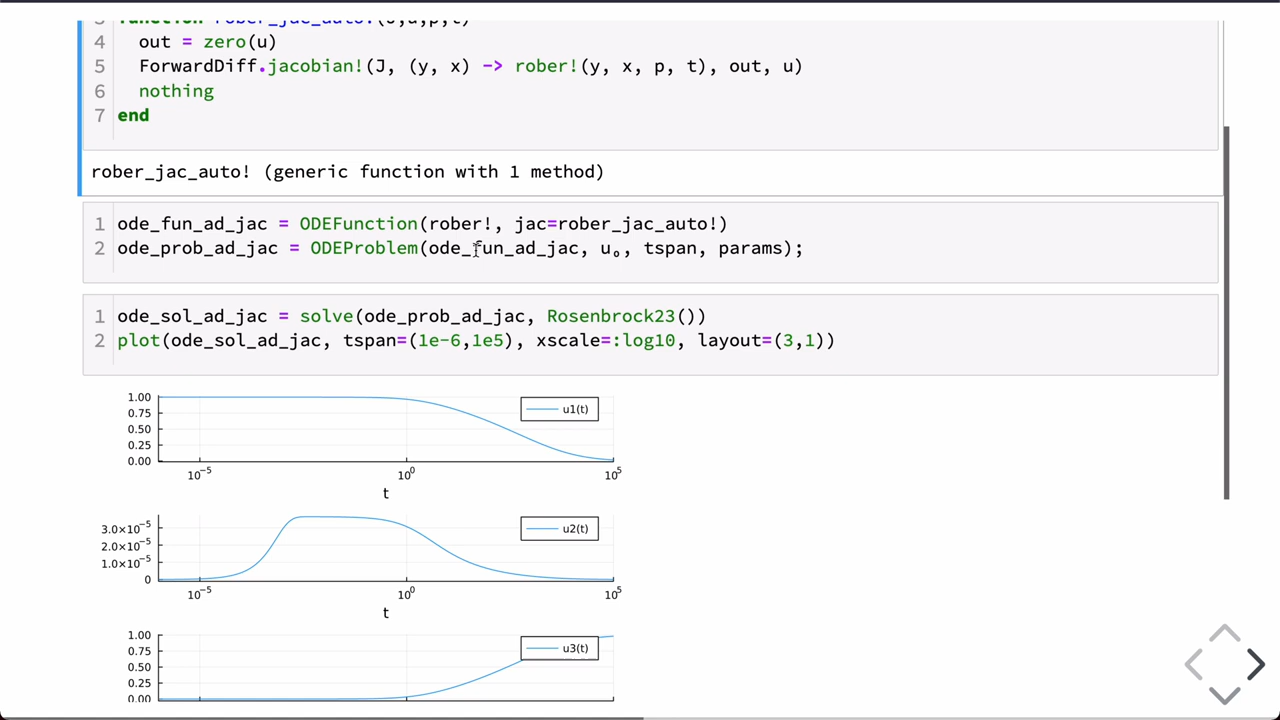 3 function rober_jac_auto!(J,u,p,t)
4 out = zero(u)
5 ForwardDiff.jacobian!(J, (y, x) -> rober!(y, x, p, t), out, u)
6 nothing
7 end
rober_jac_auto! (generic function with 1 method)
1 ode_fun_ad_jac = ODEFunction(rober!, jac=rober_jac_auto!)
2 ode_prob_ad_jac = ODEProblem(ode_fun_ad_jac, u₀, tspan, params);
1 ode_sol_ad_jac = solve(ode_prob_ad_jac, Rosenbrock23())
2 plot(ode_sol_ad_jac, tspan=(1e-6,1e5), xscale=:log10, layout=(3,1))
1.00
0.75
0.50
0.25
0.00
u1(t)
10⁻⁵ 10⁰ 10⁵
t
3.0×10⁻⁵
2.0×10⁻⁵
1.0×10⁻⁵
0
u2(t)
10⁻⁵ 10⁰ 10⁵
t
1.00
0.75
0.50
0.25
0.00
u3(t)